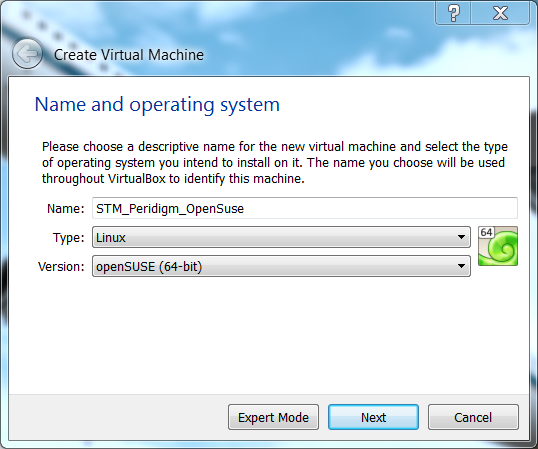 ?
Create Virtual Machine
Name and operating system
Please choose a descriptive name for the new virtual machine and select the type
of operating system you intend to install on it. The name you choose will be used
throughout VirtualBox to identify this machine.
Name: STM_Peridigm_OpenSuse
Type: Linux
64
Version: openSUSE (64-bit)
Expert Mode Next Cancel